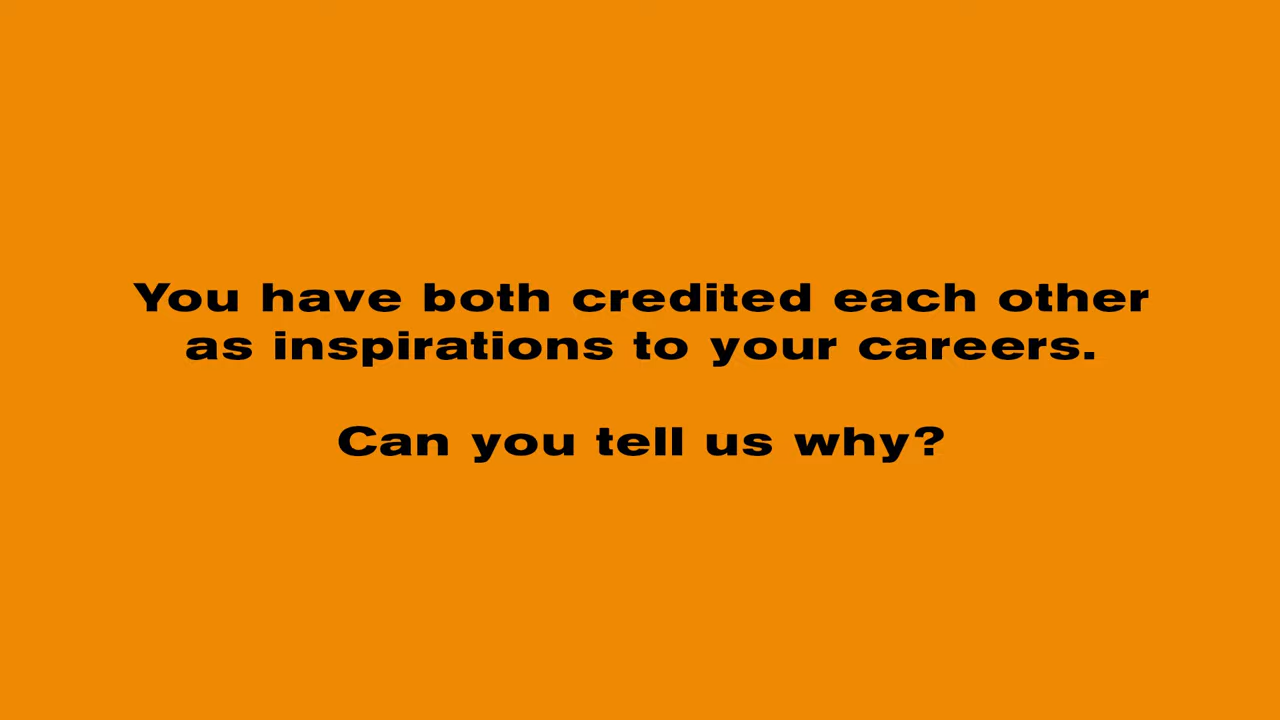 You have both credited each other
as inspirations to your careers.
Can you tell us why?